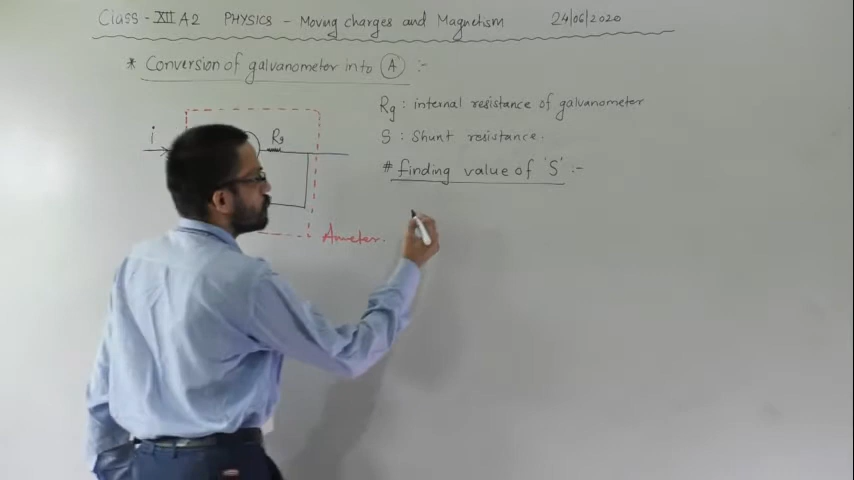 Class - XII A2 PHYSICS - Moving charges and Magnetism 24/06/2020
* Conversion of galvanometer into A :-
Rg : internal resistance of galvanometer
i Rg
S : Shunt resistance.
# finding value of 'S' :-
Ameter.